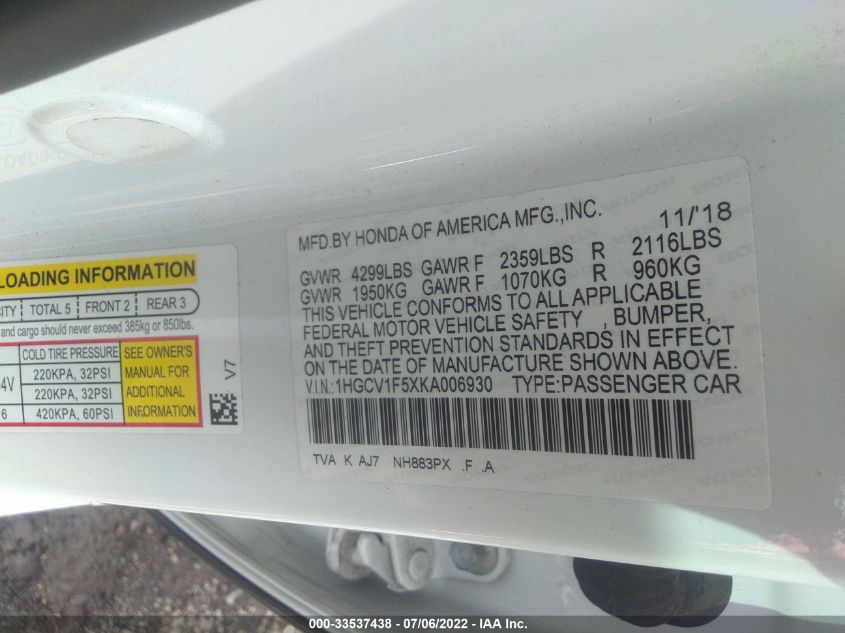 MFD.BY HONDA OF AMERICA MFG.,INC. 11/'18
GVWR 4299LBS GAWR F 2359LBS R 2116LBS
GVWR 1950KG GAWR F 1070KG R 960KG
THIS VEHICLE CONFORMS TO ALL APPLICABLE
FEDERAL MOTOR VEHICLE SAFETY , BUMPER,
AND THEFT PREVENTION STANDARDS IN EFFECT
ON THE DATE OF MANUFACTURE SHOWN ABOVE.
V.I.N.:1HGCV1F5XKA006930 TYPE:PASSENGER CAR
TVA K AJ7 NH883PX .F .A
LOADING INFORMATION
TOTAL 5 FRONT 2 REAR 3
and cargo should never exceed 385kg or 850lbs.
COLD TIRE PRESSURE
4V 220KPA, 32PSI
220KPA, 32PSI
6 420KPA, 60PSI
SEE OWNER'S
MANUAL FOR
ADDITIONAL
INFORMATION
V7
000-33537438 - 07/06/2022 - IAA Inc.